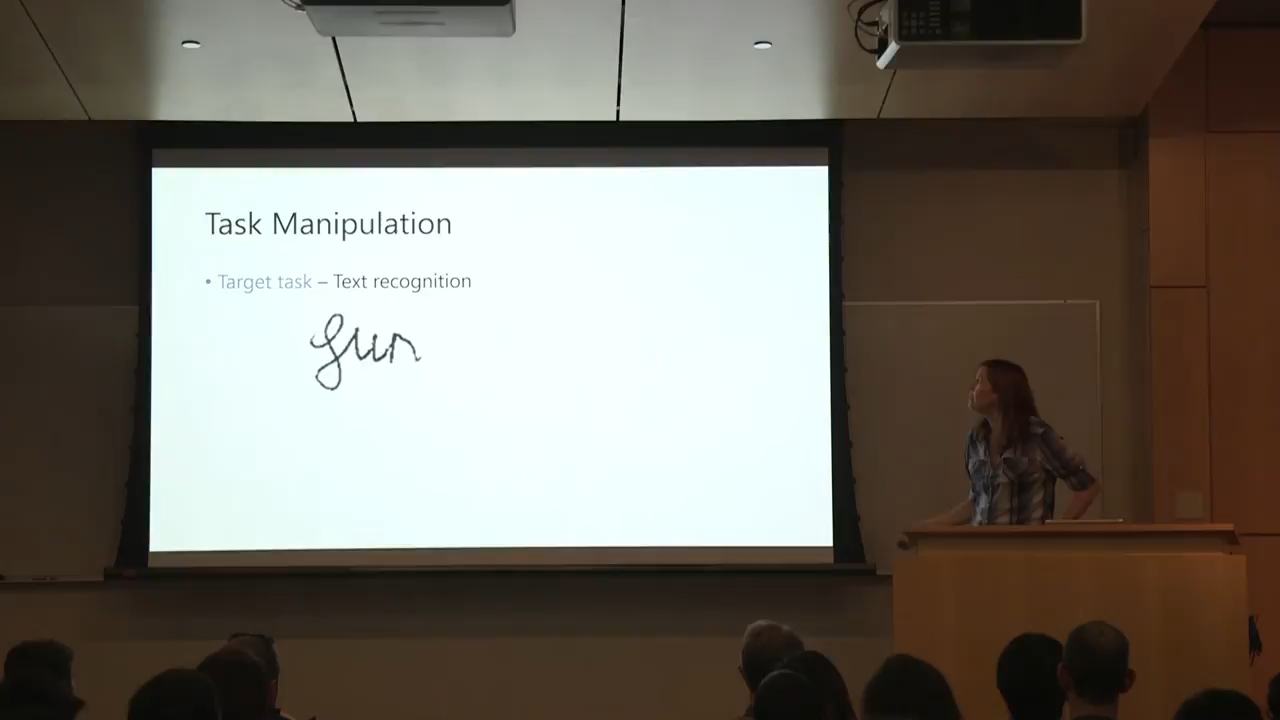 Task Manipulation
• Target task – Text recognition